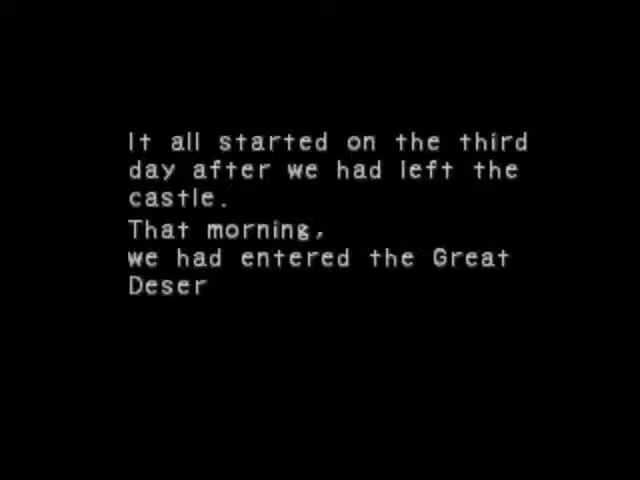 It all started on the third
day after we had left the
castle.
That morning,
we had entered the Great
Deser